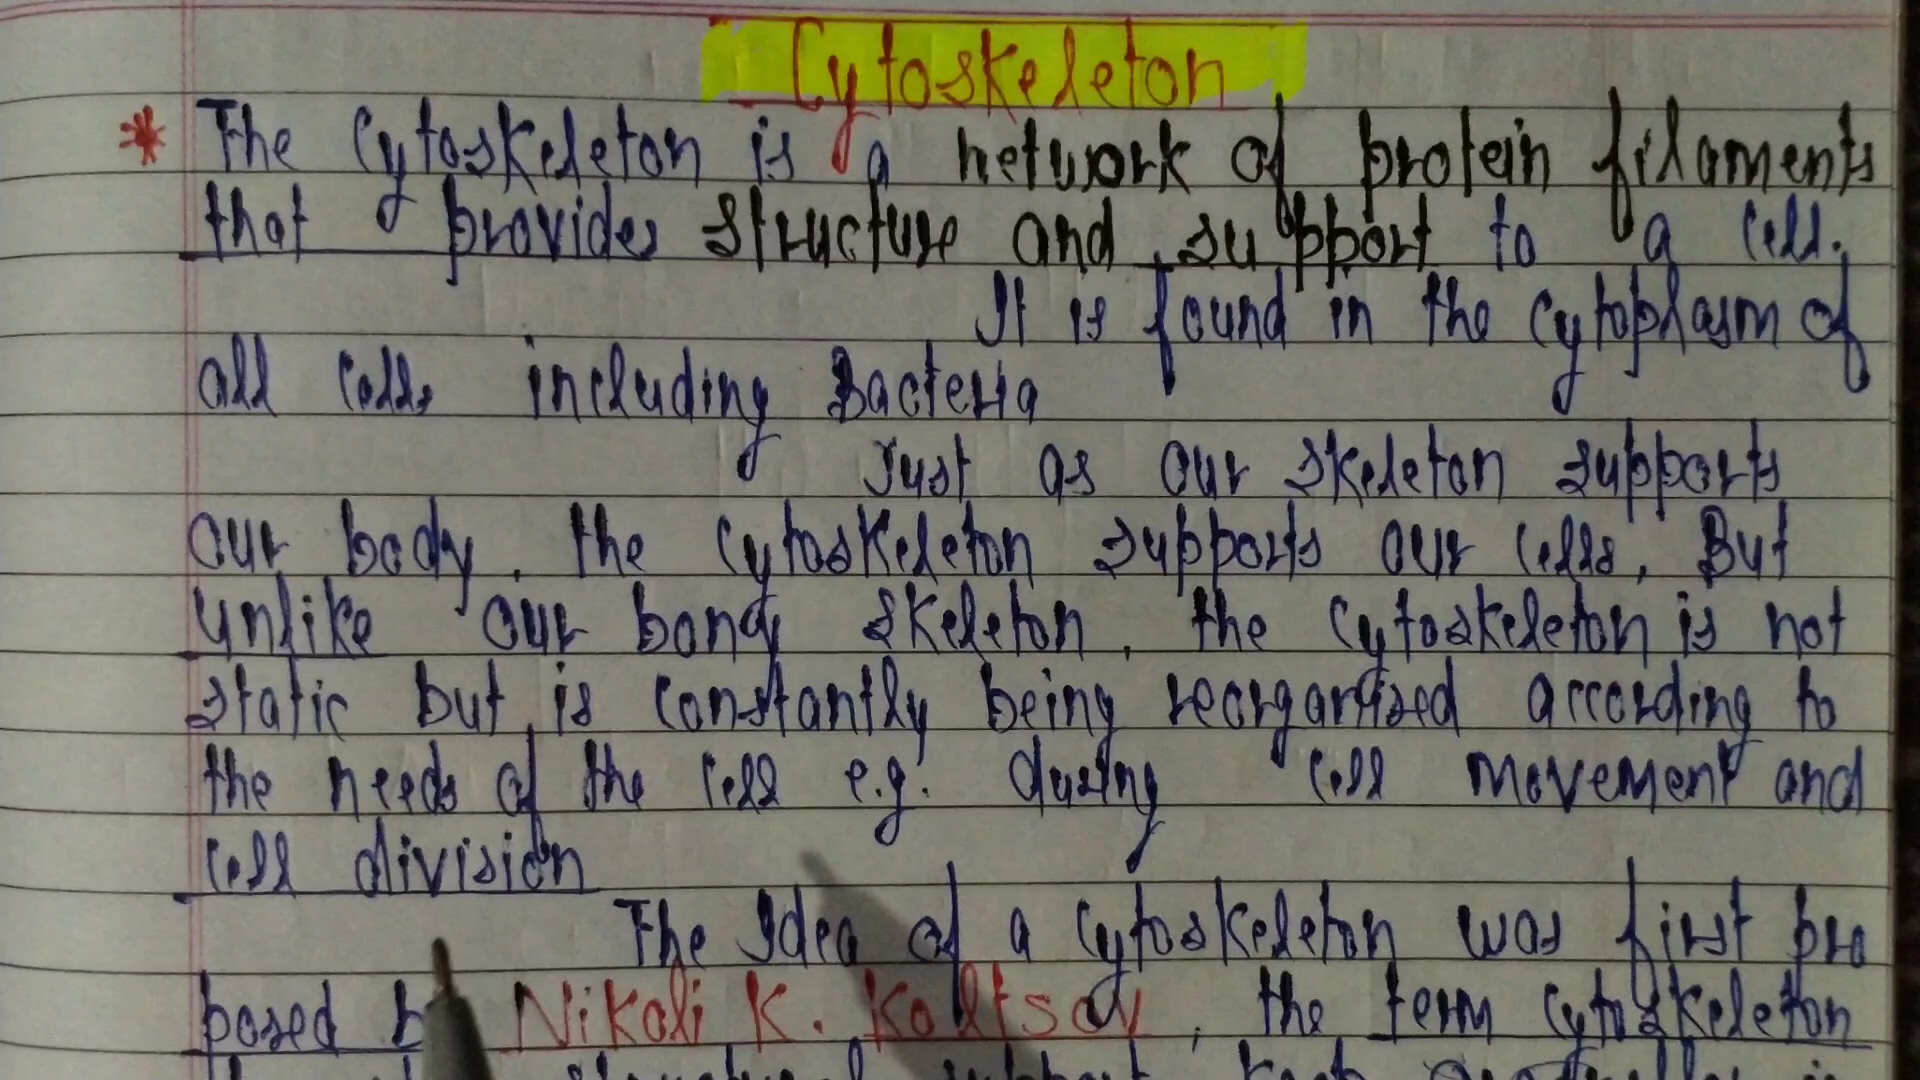 Cytoskeleton
* The Cytoskeleton is a network of protein filaments
that provides structure and support to a cell.
It is found in the cytoplasm of
all cells including Bacteria
Just as our skeleton supports
our body, the cytoskeleton supports our cells, But
unlike our bony skeleton, the cytoskeleton is not
static but is constantly being reorganised according to
the needs of the cell e.g. during cell movement and
cell division
The Idea of a cytoskeleton was first pro
posed Nikoli K. Koltsov, the term cytoskeleton
support